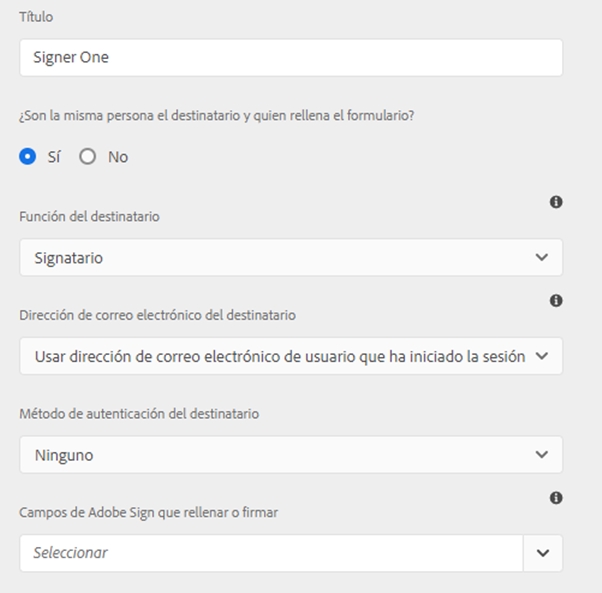 Título
Signer One
¿Son la misma persona el destinatario y quien rellena el formulario?
Sí No
Función del destinatario
Signatario
Dirección de correo electrónico del destinatario
Usar dirección de correo electrónico de usuario que ha iniciado la sesión
Método de autenticación del destinatario
Ninguno
Campos de Adobe Sign que rellenar o firmar
Seleccionar